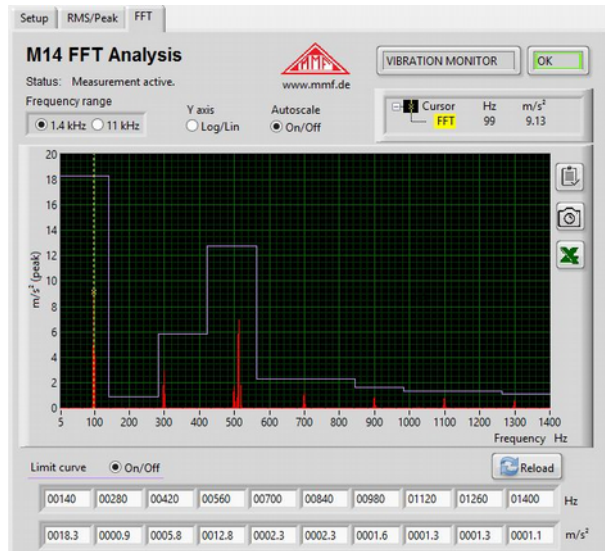 Setup RMS/Peak FFT
M14 FFT Analysis
MMF
VIBRATION MONITOR OK
Status: Measurement active.
www.mmf.de
Frequency range
Y axis Autoscale
1.4 kHz 11 kHz Log/Lin On/Off
Cursor Hz m/s²
FFT 99 9.13
20
18
16
14
12
10
8
6
4
2
0
m/s² (peak)
5 100 200 300 400 500 600 700 800 900 1000 1100 1200 1300 1400
Frequency Hz
Limit curve On/Off Reload
00140 00280 00420 00560 00700 00840 00980 01120 01260 01400 Hz
0018.3 0000.9 0005.8 0012.8 0002.3 0002.3 0001.6 0001.3 0001.3 0001.1 m/s²